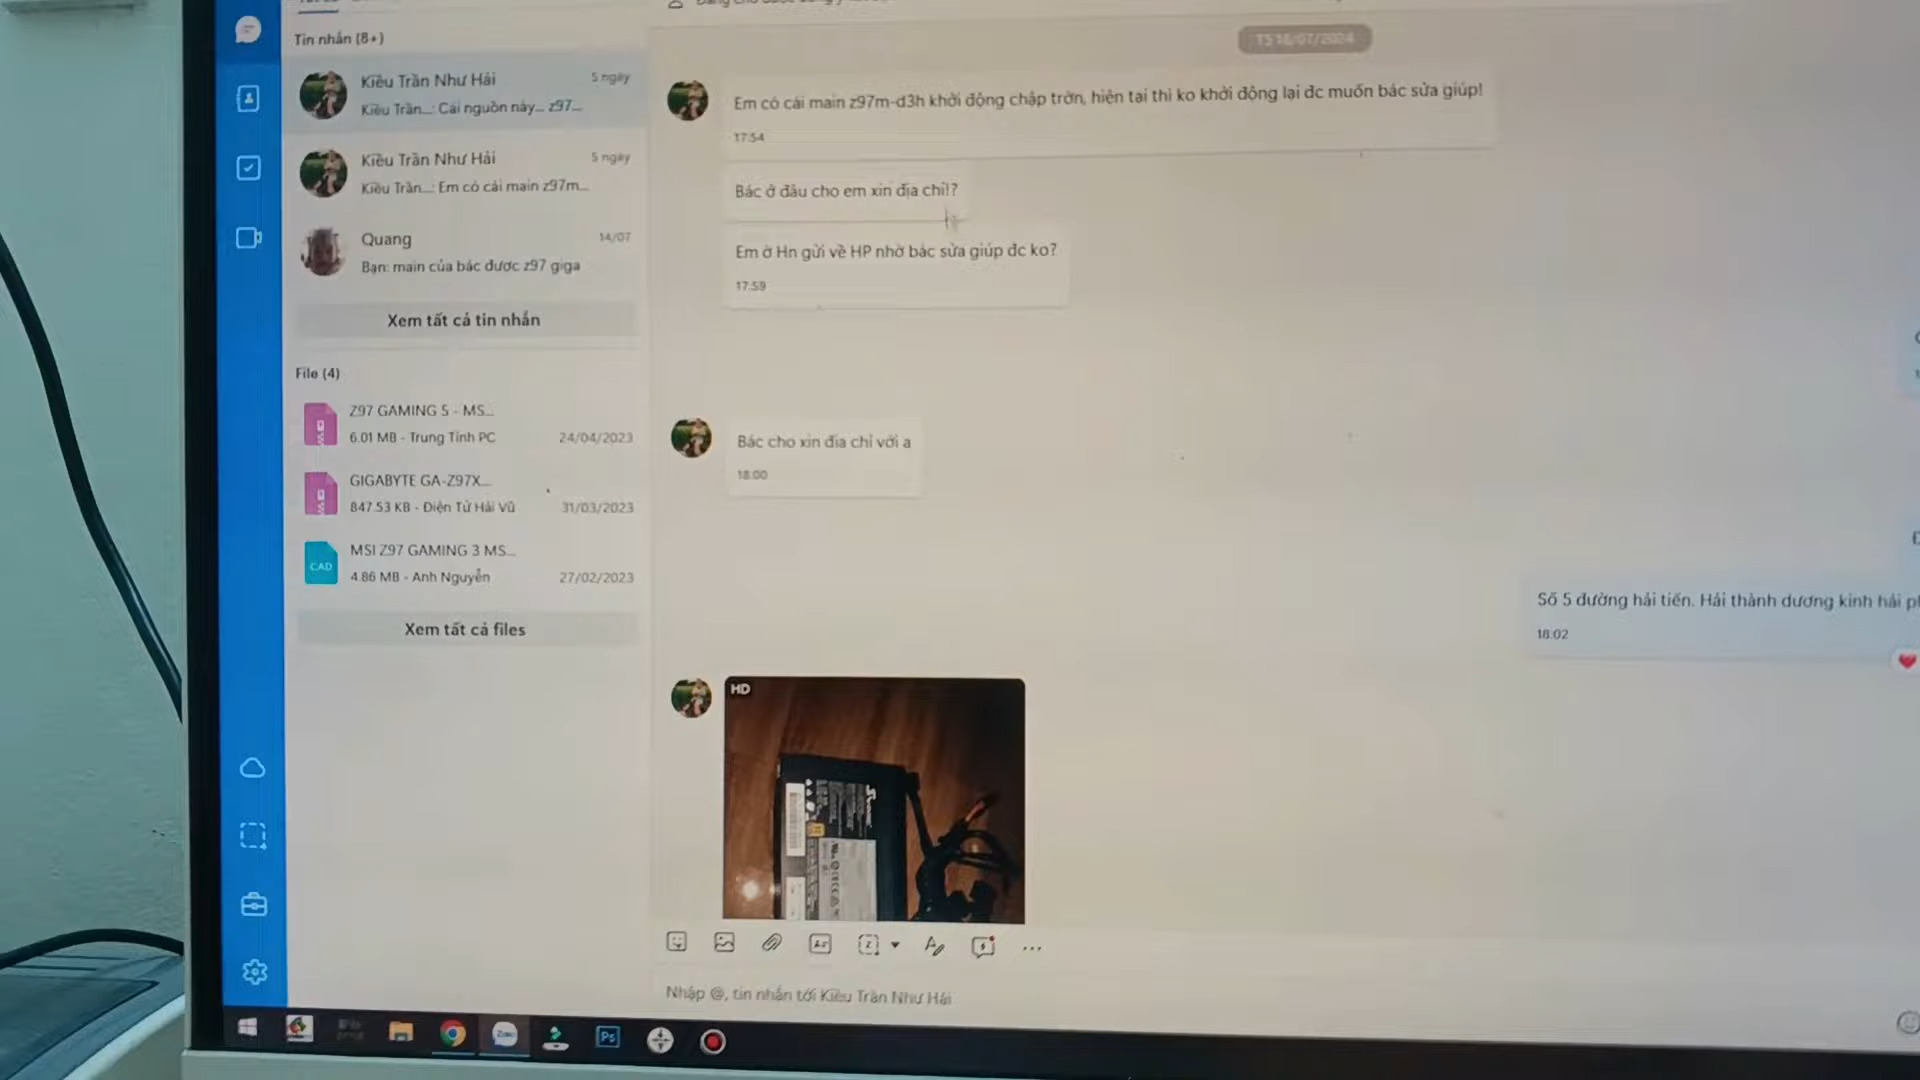 Tin nhắn (8+)
Kiều Trần Như Hải
5 ngày
Kiều Trần...: Cái nguồn này... z97...
Kiều Trần Như Hải
5 ngày
Kiều Trần...: Em có cái main z97m...
Quang
14/07
Bạn: main của bác được z97 giga
Xem tất cả tin nhắn
File (4)
Z97 GAMING 5 - MS...
6.01 MB - Trung Tính PC
24/04/2023
GIGABYTE GA-Z97X...
847.53 KB - Điện Tử Hải Vũ
31/03/2023
CAD
MSI Z97 GAMING 3 MS...
4.86 MB - Anh Nguyễn
27/02/2023
Xem tất cả files
T5 18/07/2024
Em có cái main z97m-d3h khởi động chập trờn, hiện tại thì ko khởi động lại đc muốn bác sửa giúp!
17:54
Bác ở đâu cho em xin địa chỉ!?
Em ở Hn gửi về HP nhờ bác sửa giúp đc ko?
17:59
Bác cho xin địa chỉ với ạ
18:00
Số 5 đường hải tiến. Hải thành dương kinh hải
18:02
HD
Nhập @, tin nhắn tới Kiều Trần Như Hải
Zalo
Ps